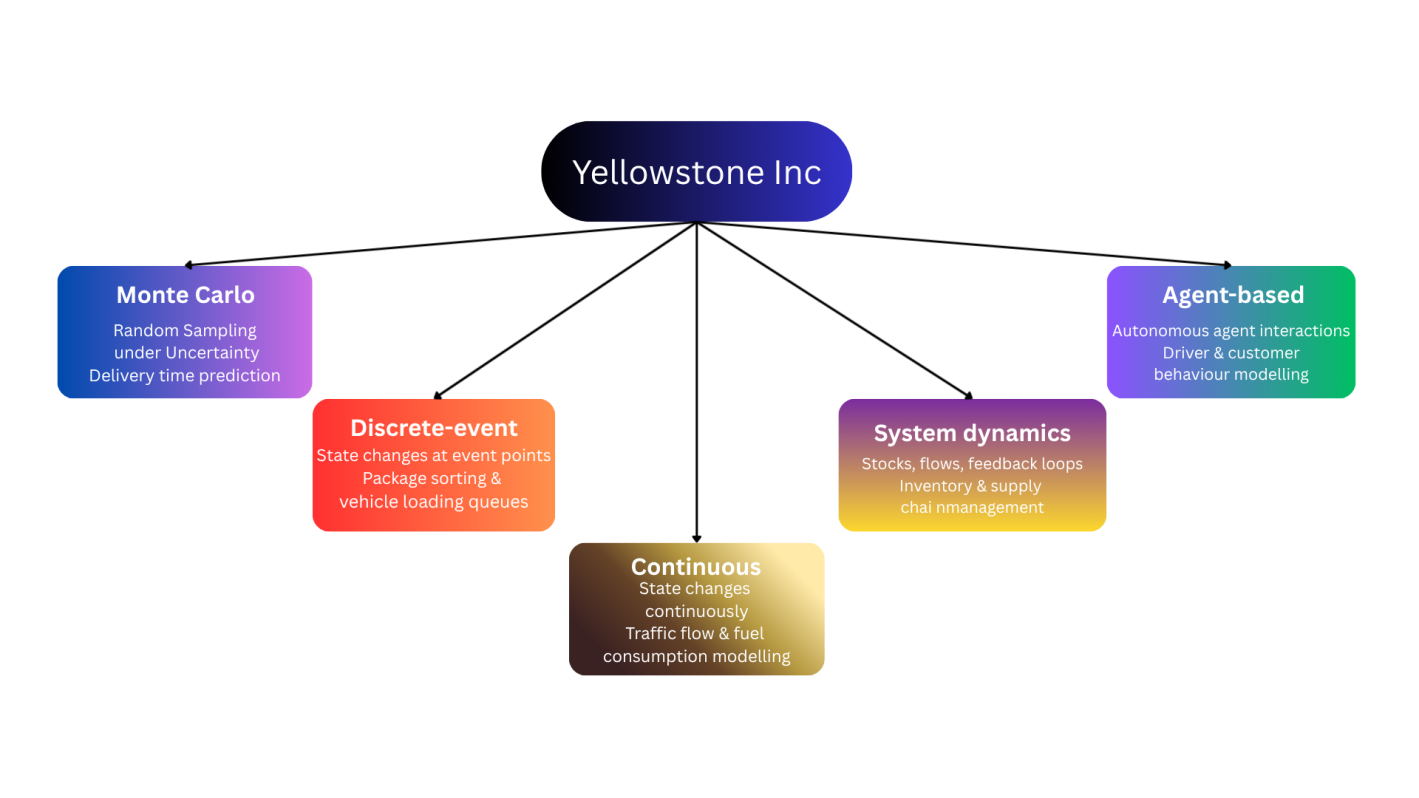 Yellowstone Inc
Monte Carlo
Random Sampling
under Uncertainty
Delivery time prediction
Discrete-event
State changes at event points
Package sorting &
vehicle loading queues
Continuous
State changes
continuously
Traffic flow & fuel
consumption modelling
System dynamics
Stocks, flows, feedback loops
Inventory & supply
chai nmanagement
Agent-based
Autonomous agent interactions
Driver & customer
behaviour modelling